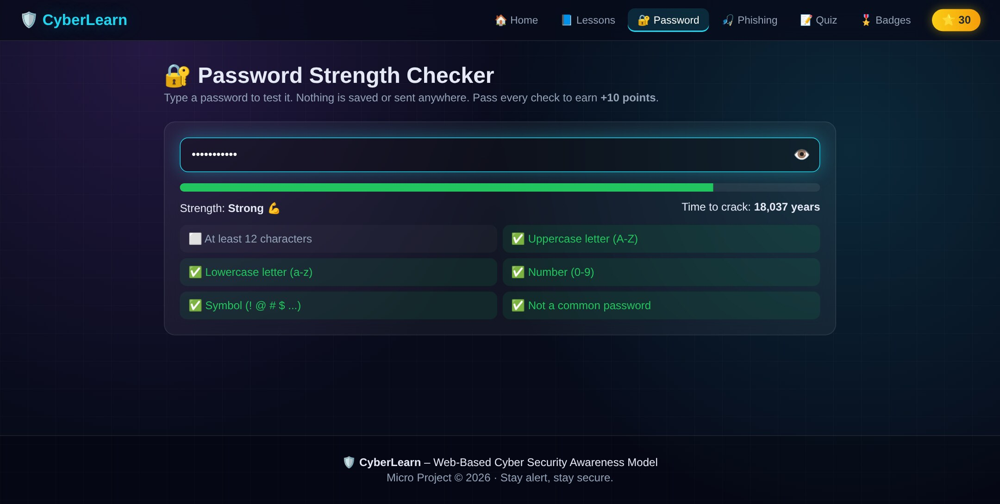 🛡️ CyberLearn
🏠 Home 📘 Lessons 🔐 Password 🎣 Phishing 📝 Quiz 🎖️ Badges ⭐ 30
🔐 Password Strength Checker
Type a password to test it. Nothing is saved or sent anywhere. Pass every check to earn +10 points.
•••••••••••
Strength: Strong 💪 Time to crack: 18,037 years
⬜ At least 12 characters ✅ Uppercase letter (A-Z)
✅ Lowercase letter (a-z) ✅ Number (0-9)
✅ Symbol (! @ # $ ...) ✅ Not a common password
🛡️ CyberLearn – Web-Based Cyber Security Awareness Model
Micro Project © 2026 · Stay alert, stay secure.